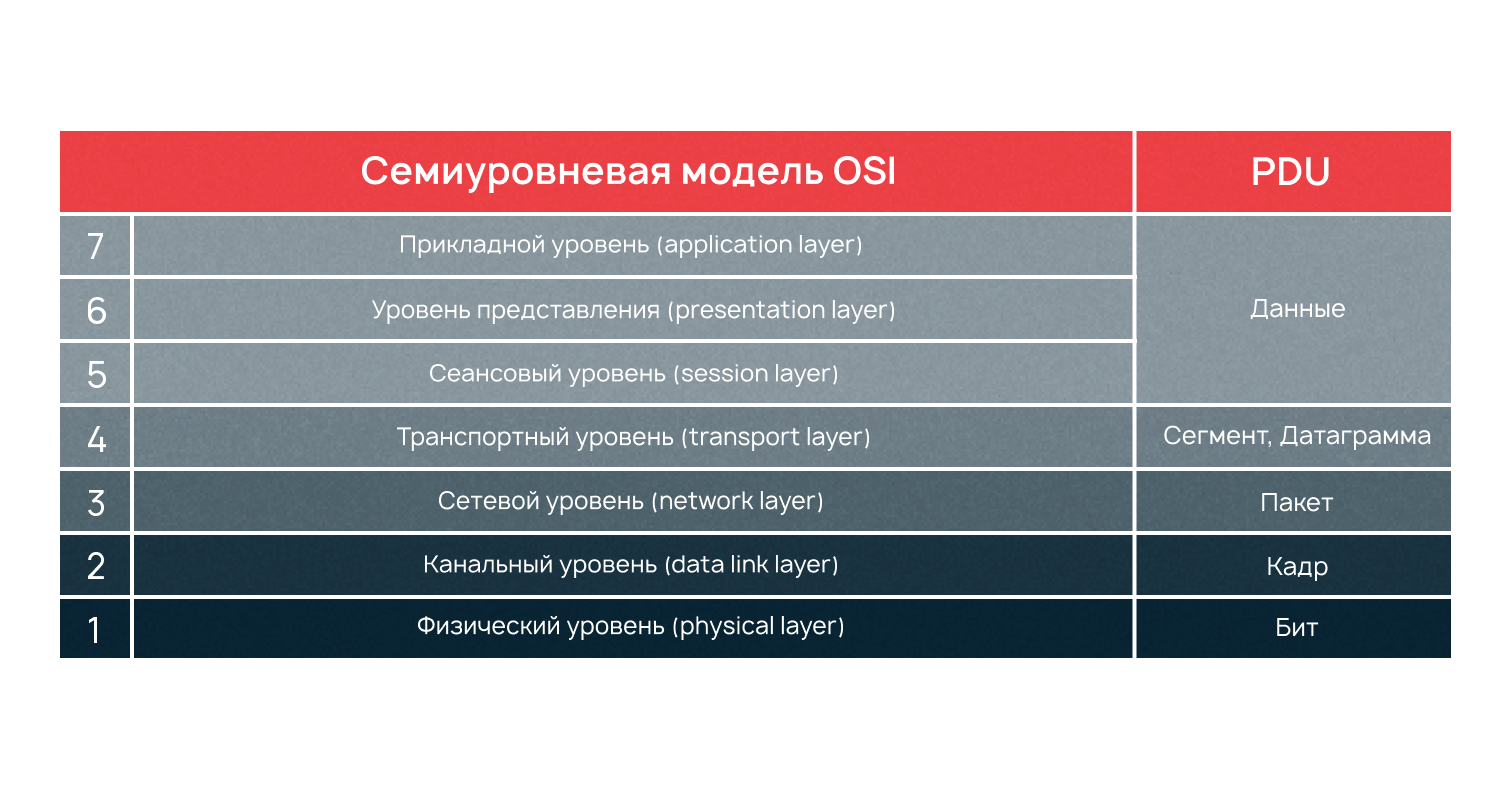 Семиуровневая модель OSI PDU
7 Прикладной уровень (application layer)
6 Уровень представления (presentation layer) Данные
5 Сеансовый уровень (session layer)
4 Транспортный уровень (transport layer) Сегмент, Датаграмма
3 Сетевой уровень (network layer) Пакет
2 Канальный уровень (data link layer) Кадр
1 Физический уровень (physical layer) Бит